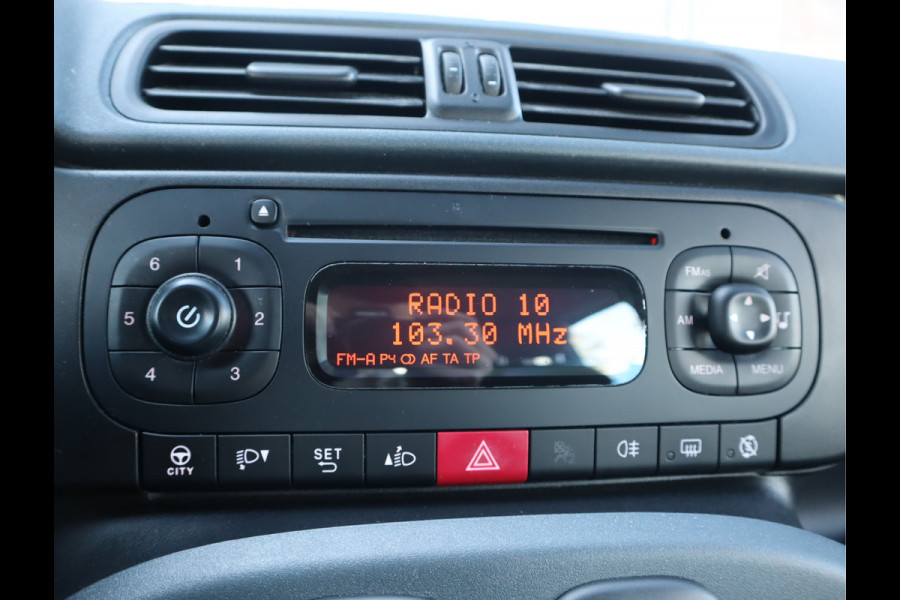 6 1
5 2
4 3
RADIO 10
103.30 MHz
FM-A P4 AF TA TP
FMAS
AM
MEDIA MENU
CITY
SET